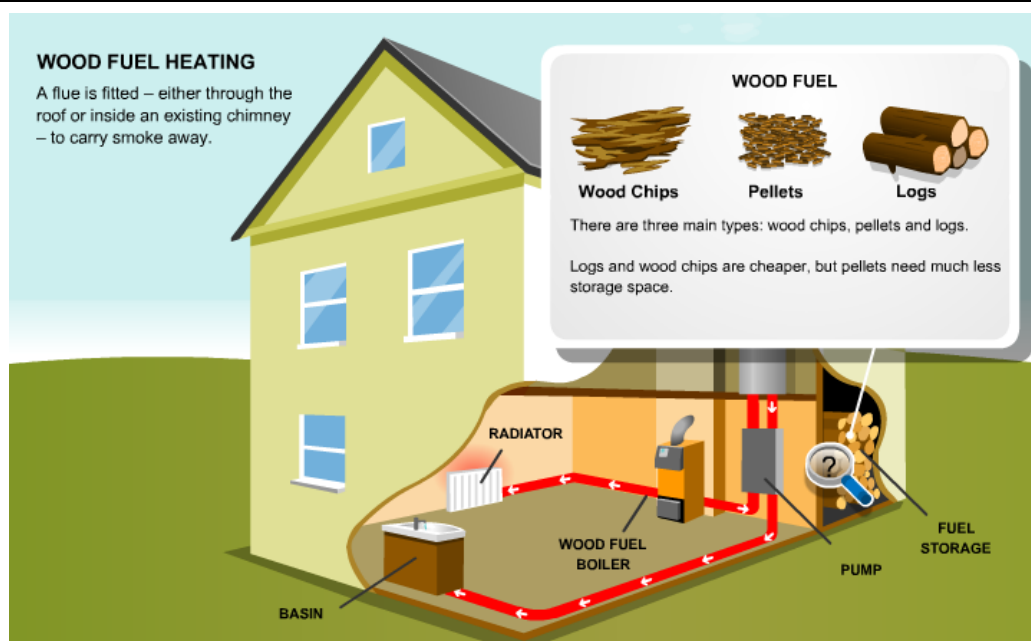 WOOD FUEL HEATING
A flue is fitted – either through the
roof or inside an existing chimney
– to carry smoke away.
WOOD FUEL
Wood Chips
Pellets
Logs
There are three main types: wood chips, pellets and logs.
Logs and wood chips are cheaper, but pellets need much less
storage space.
RADIATOR
?
WOOD FUEL
BOILER
FUEL
STORAGE
PUMP
BASIN